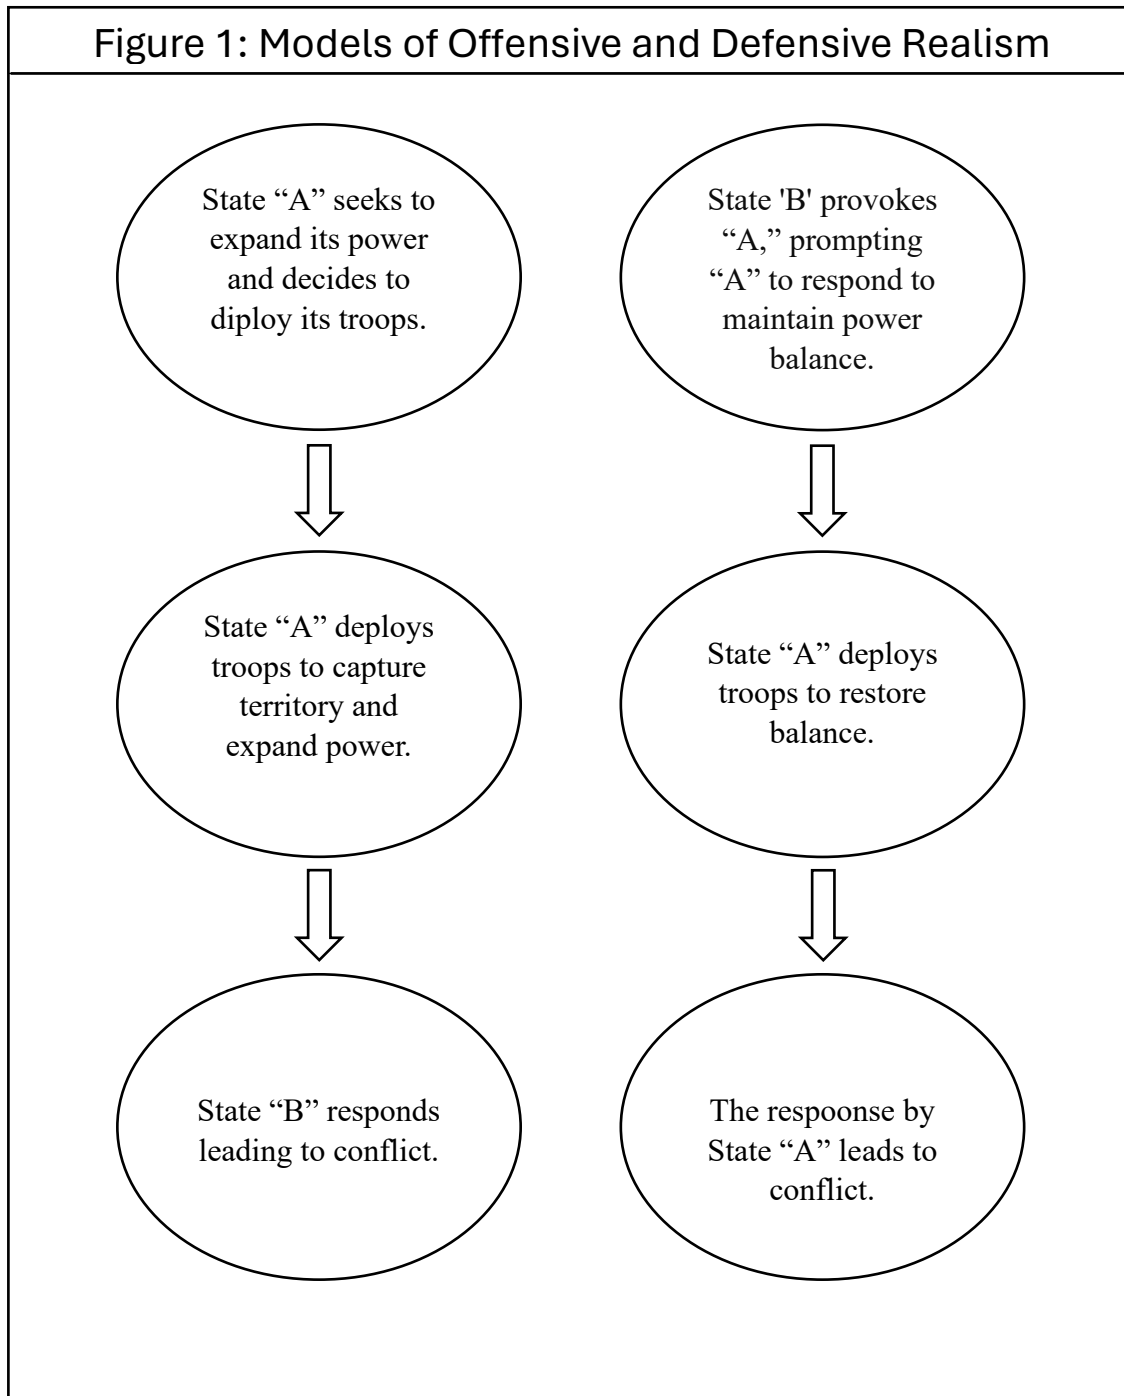 Figure 1: Models of Offensive and Defensive Realism
State “A” seeks to
expand its power
and decides to
diploy its troops.
State “A” deploys
troops to capture
territory and
expand power.
State “B” responds
leading to conflict.
State 'B' provokes
“A,” prompting
“A” to respond to
maintain power
balance.
State “A” deploys
troops to restore
balance.
The respoonse by
State “A” leads to
conflict.